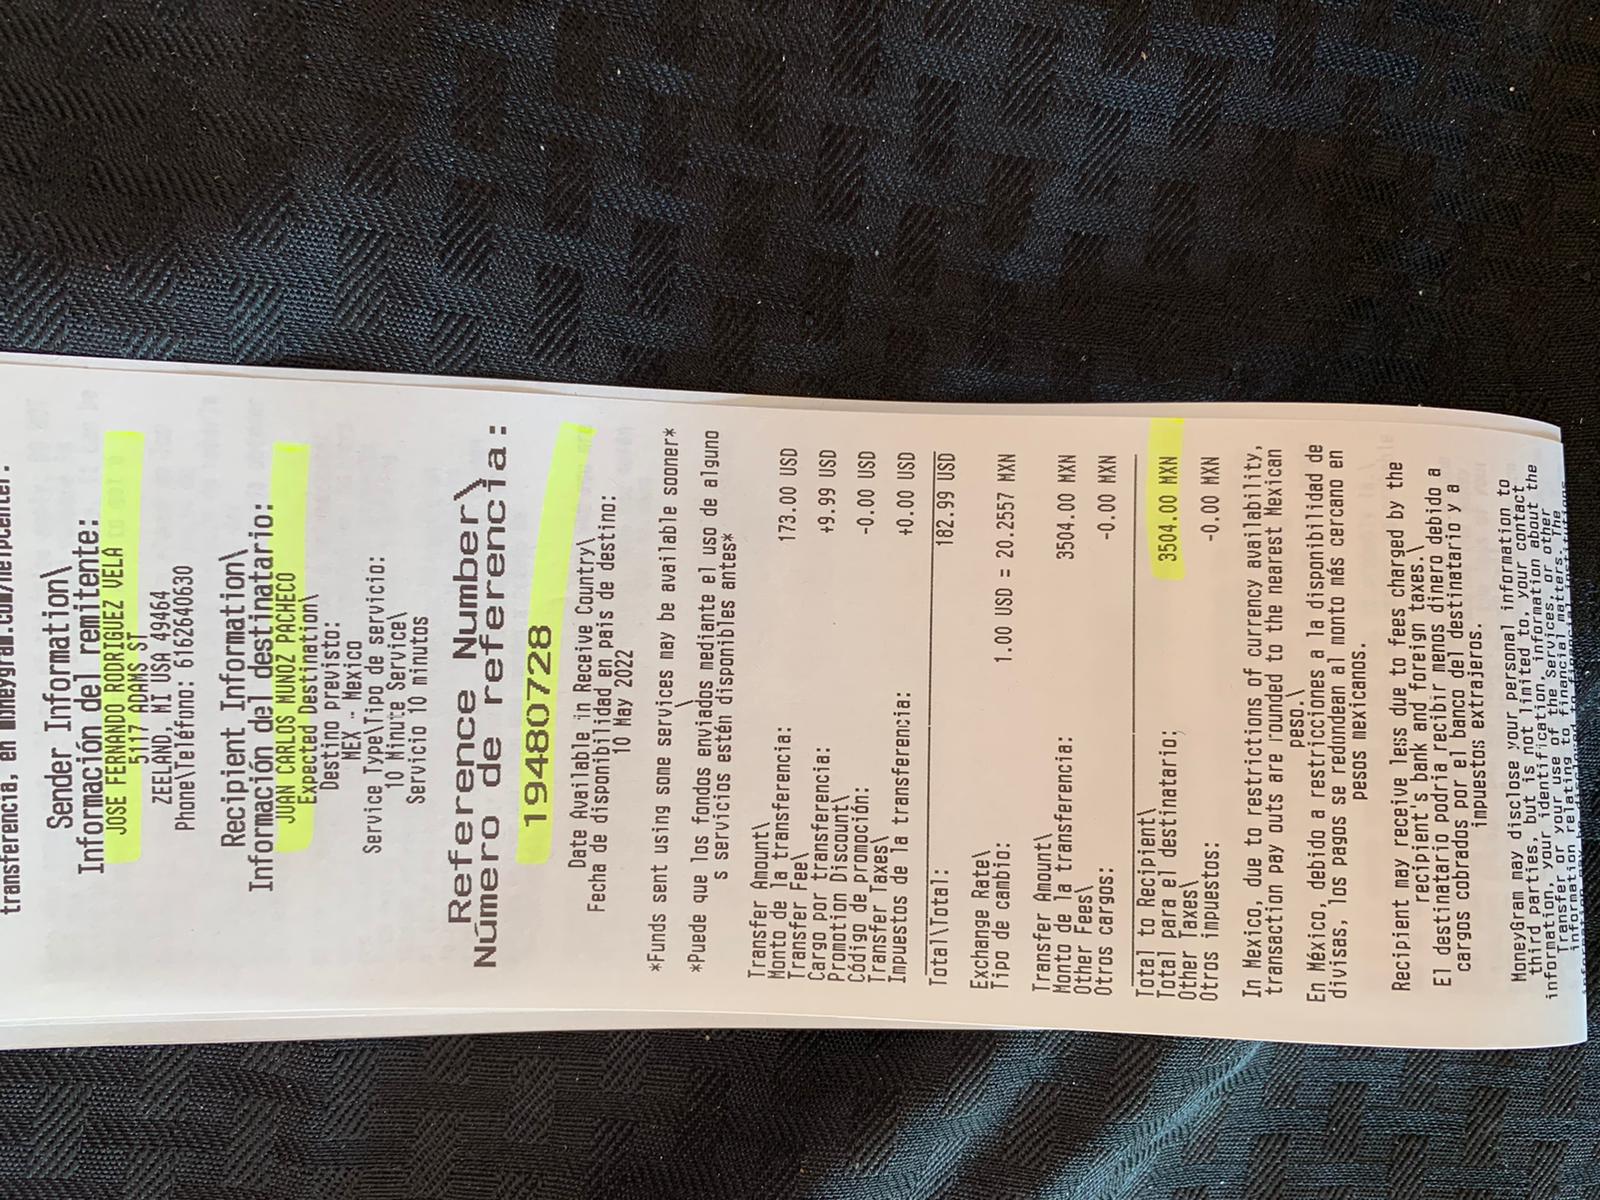 transferencia, en moneygram.com/helpcenter.
Sender Information\
Información del remitente:
JOSE FERNANDO RODRIGUEZ VELA
5117 ADAMS ST
ZEELAND, MI USA 49464
Phone\Teléfono: 6162640630
Recipient Information\
Información del destinatario:
JUAN CARLOS MUNOZ PACHECO
Expected Destination\
Destino previsto:
MEX - Mexico
Service Type\Tipo de servicio:
10 Minute Service\
Servicio 10 minutos
Reference Number\
Número de referencia:
19480728
Date Available in Receive Country\
Fecha de disponibilidad en pais de destino:
10 May 2022
*Funds sent using some services may be available sooner*
\
*Puede que los fondos enviados mediante el uso de alguno
s servicios estén disponibles antes*
Transfer Amount\
Monto de la transferencia: 173.00 USD
Transfer Fee\
Cargo por transferencia: +9.99 USD
Promotion Discount\
Código de promoción: -0.00 USD
Transfer Taxes\
Impuestos de la transferencia: +0.00 USD
Total\Total: 182.99 USD
Exchange Rate\
Tipo de cambio: 1.00 USD = 20.2557 MXN
Transfer Amount\
Monto de la transferencia: 3504.00 MXN
Other Fees\
Otros cargos: -0.00 MXN
Total to Recipient\
Total para el destinatario: 3504.00 MXN
Other Taxes\
Otros impuestos: -0.00 MXN
In Mexico, due to restrictions of currency availability,
transaction pay outs are rounded to the nearest Mexican
peso.\
En México, debido a restricciones a la disponibilidad de
divisas, los pagos se redondean al monto más cercano en
pesos mexicanos.
Recipient may receive less due to fees charged by the
recipient's bank and foreign taxes.\
El destinatario podria recibir menos dinero debido a
cargos cobrados por el banco del destinatario y a
impuestos extrajeros.
MoneyGram may disclose your personal information to
third parties, but is not limited to, your contact
information, your identification, information about the
Transfer or your use of the Services, or other
information relating to financial matters. The
information may be disclosed to financial institutions